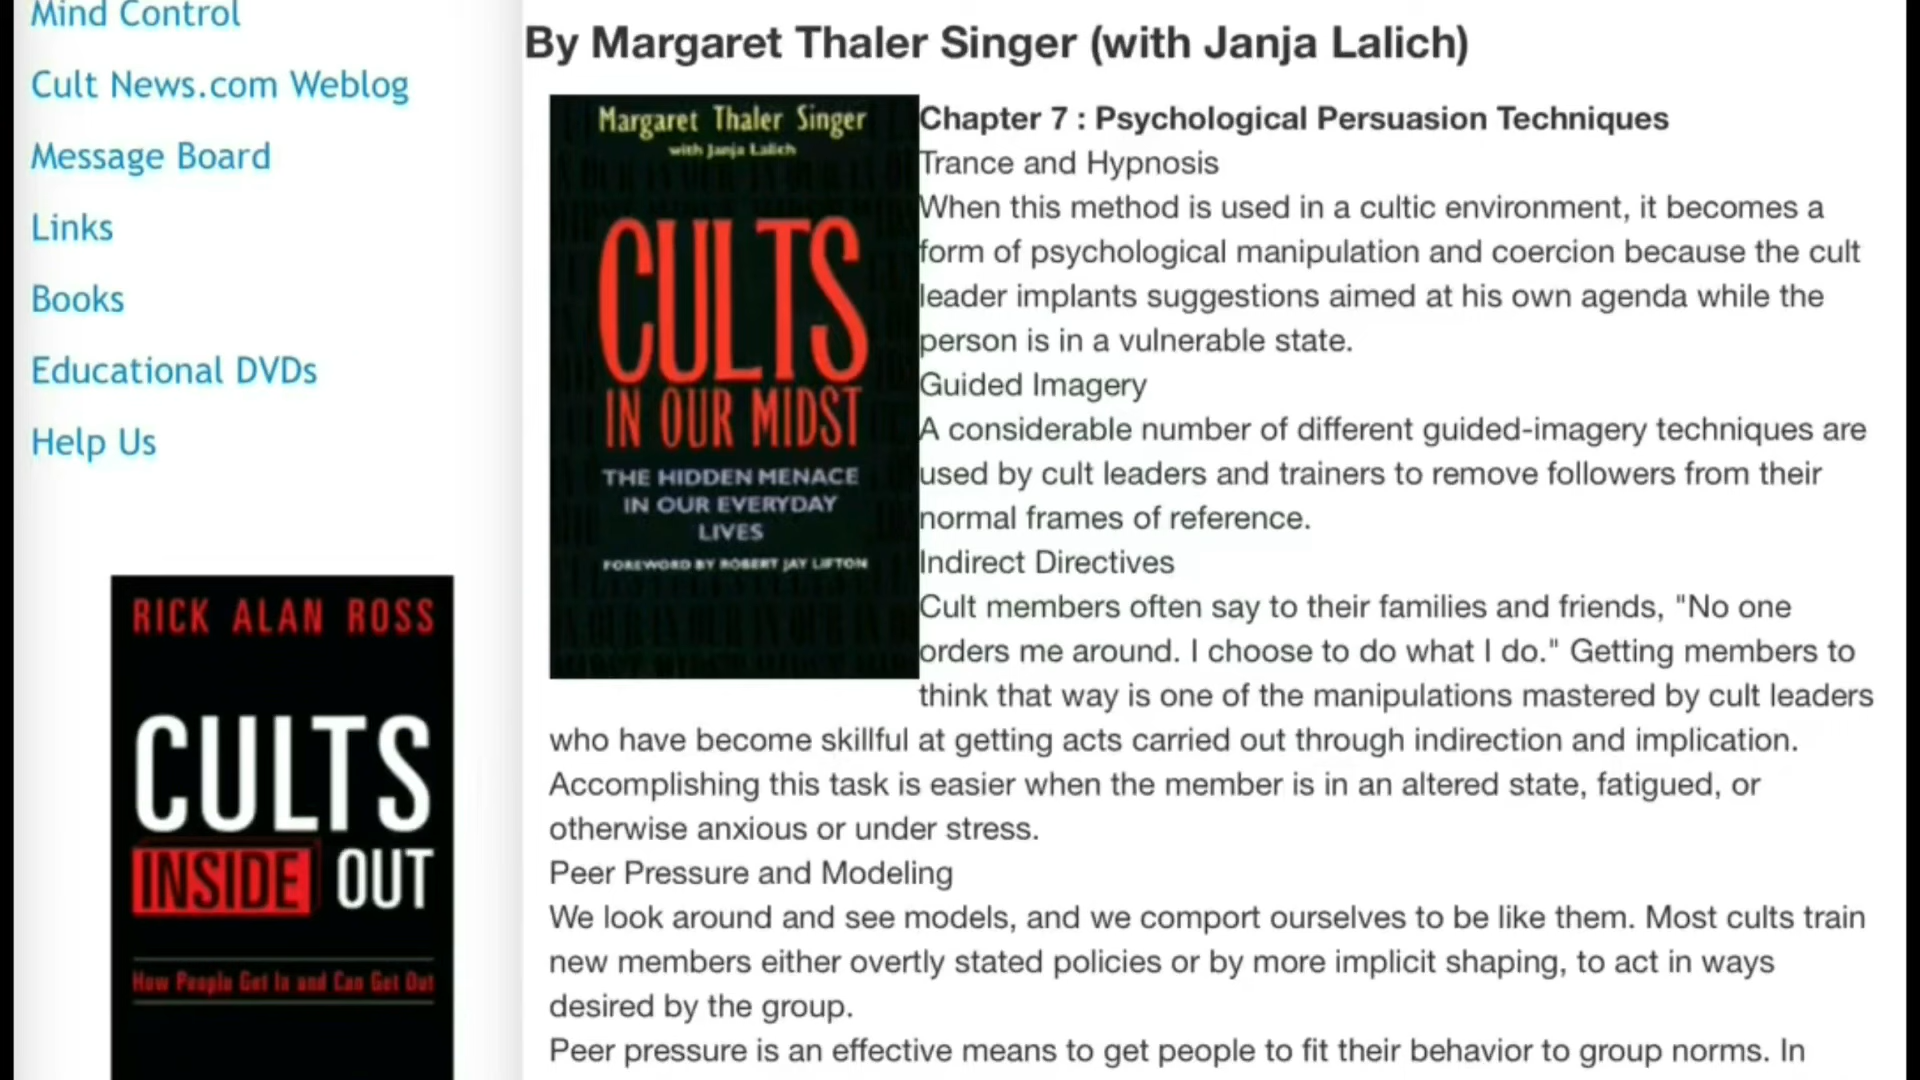 Mind Control
Cult News.com Weblog
Message Board
Links
Books
Educational DVDs
Help Us
RICK ALAN ROSS
CULTS
INSIDE OUT
How People Get In and Can Get Out
By Margaret Thaler Singer (with Janja Lalich)
Margaret Thaler Singer
with Janja Lalich
CULTS
IN OUR MIDST
THE HIDDEN MENACE
IN OUR EVERYDAY
LIVES
FOREWORD BY ROBERT JAY LIFTON
Chapter 7 : Psychological Persuasion Techniques
Trance and Hypnosis
When this method is used in a cultic environment, it becomes a
form of psychological manipulation and coercion because the cult
leader implants suggestions aimed at his own agenda while the
person is in a vulnerable state.
Guided Imagery
A considerable number of different guided-imagery techniques are
used by cult leaders and trainers to remove followers from their
normal frames of reference.
Indirect Directives
Cult members often say to their families and friends, "No one
orders me around. I choose to do what I do." Getting members to
think that way is one of the manipulations mastered by cult leaders
who have become skillful at getting acts carried out through indirection and implication.
Accomplishing this task is easier when the member is in an altered state, fatigued, or
otherwise anxious or under stress.
Peer Pressure and Modeling
We look around and see models, and we comport ourselves to be like them. Most cults train
new members either overtly stated policies or by more implicit shaping, to act in ways
desired by the group.
Peer pressure is an effective means to get people to fit their behavior to group norms. In